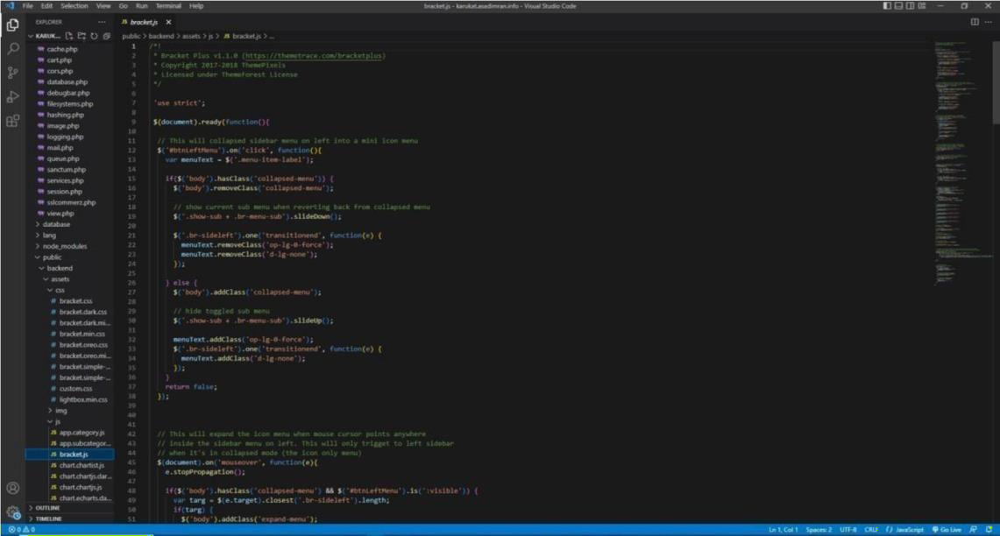 File Edit Selection View Go Run Terminal Help
bracket.js - karukat.asadimran.info - Visual Studio Code
EXPLORER ...
KARUK...
cache.php
cart.php
cors.php
database.php
debugbar.php
filesystems.php
hashing.php
image.php
logging.php
mail.php
queue.php
sanctum.php
services.php
session.php
sslcommerz.php
view.php
database
lang
node_modules
public
backend
assets
css
bracket.css
bracket.dark.css
bracket.dark.mi...
bracket.min.css
bracket.oreo.css
bracket.oreo.mi...
bracket.simple-...
bracket.simple-...
custom.css
lightbox.min.css
img
js
JS app.category.js
JS app.subcategor...
JS bracket.js
JS chart.chartist.js
JS chart.chartjs.dar...
JS chart.chartjs.js
JS chart.echarts.da...
OUTLINE
TIMELINE
JS bracket.js
public > backend > assets > js > JS bracket.js > ...
1 /*!
2 * Bracket Plus v1.1.0 (https://themetrace.com/bracketplus)
3 * Copyright 2017-2018 ThemePixels
4 * Licensed under ThemeForest License
5 */
6
7 'use strict';
8
9 $(document).ready(function(){
10
11 // This will collapsed sidebar menu on left into a mini icon menu
12 $('#btnLeftMenu').on('click', function(){
13 var menuText = $('.menu-item-label');
14
15 if($('body').hasClass('collapsed-menu')) {
16 $('body').removeClass('collapsed-menu');
17
18 // show current sub menu when reverting back from collapsed menu
19 $('.show-sub + .br-menu-sub').slideDown();
20
21 $('.br-sideleft').one('transitionend', function(e) {
22 menuText.removeClass('op-lg-0-force');
23 menuText.removeClass('d-lg-none');
24 });
25
26 } else {
27 $('body').addClass('collapsed-menu');
28
29 // hide toggled sub menu
30 $('.show-sub + .br-menu-sub').slideUp();
31
32 menuText.addClass('op-lg-0-force');
33 $('.br-sideleft').one('transitionend', function(e) {
34 menuText.addClass('d-lg-none');
35 });
36 }
37 return false;
38 });
39
40
41
42 // This will expand the icon menu when mouse cursor points anywhere
43 // inside the sidebar menu on left. This will only trigget to left sidebar
44 // when it's in collapsed mode (the icon only menu)
45 $(document).on('mouseover', function(e){
46 e.stopPropagation();
47
48 if($('body').hasClass('collapsed-menu') && $('#btnLeftMenu').is(':visible')) {
49 var targ = $(e.target).closest('.br-sideleft').length;
50 if(targ) {
51 $('body').addClass('expand-menu');
0 0
Ln 1, Col 1 Spaces: 2 UTF-8 CRLF {} JavaScript Go Live